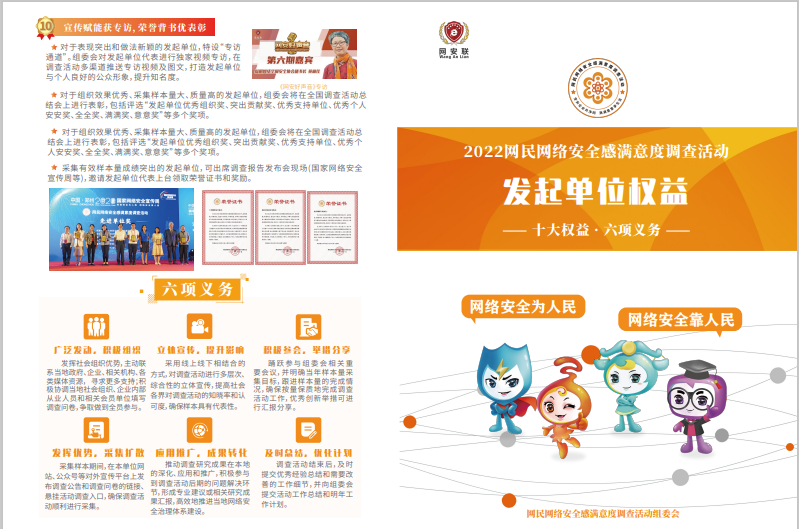 10 宣传赋能获专访,荣誉背书优表彰
对于表现突出和做法新颖的发起单位,特设“专访
通道”。组委会对发起单位代表进行独家视频专访,在
调查活动多渠道推送专访视频及图文,打造发起单位
与个人良好的公众形象,提升知名度。
第六期嘉宾
《网安好声音》专访
对于组织效果优秀、采集样本量大、质量高的发起单位,组委会将在全国调查活动总
结会上进行表彰,包括评选“发起单位优秀组织奖、突出贡献奖、优秀支持单位、优秀个人
安安奖、全全奖、满满奖、意意奖”等多个奖项。
对于组织效果优秀、采集样本量大、质量高的发起单位,组委会将在全国调查活动总结
会上进行表彰,包括评选“发起单位优秀组织奖、突出贡献奖、优秀支持单位、优秀个
人安安奖、全全奖、满满奖、意意奖”等多个奖项。
采集有效样本量成绩突出的发起单位,可出席调查报告发布会现场(国家网络安全
宣传周等),邀请发起单位代表上台领取荣誉证书和奖励。
先进单位奖
荣誉证书
荣誉证书
荣誉证书
六项义务
广泛发动,积极组织
发挥社会组织优势,主动联
系当地政府、企业、相关机构、各
类媒体资源,寻求更多支持;积
极协调当地社会组织、企业内部
从业人员和相关会员单位填写
调查问卷,争取做到全员参与。
立体宣传,提升影响
采用线上线下相结合的
方式,对调查活动进行多层次、
综合性的立体宣传,提高社会
各界对调查活动的知晓率和认
可度,确保样本具有代表性。
积极参会,举措分享
踊跃参与组委会相关重
要会议,并明确当年样本量采
集目标,跟进样本量的完成情
况,确保按量保质地完成调查
活动工作,优秀创新举措可进
行汇报分享。
发挥优势,采集扩散
采集样本期间,在本单位网
站、公众号等对外宣传平台上发
布调查公告和调查问卷的链接、
悬挂活动调查入口,确保调查活
动顺利进行采集。
应用推广,成果转化
推动调查研究成果在本地
的深化、应用和推广,积极参与
到调查活动后期的问题解决环
节,形成专业建议或相关研究成
果汇报,高效地推进当地网络安
全治理体系建设。
及时总结,优化计划
调查活动结束后,及时
提交优秀经验总结和需要改
善的工作细节,并向组委会
提交活动工作总结和明年工
作计划。
网安联
Wang An Lian
2022网民网络安全感满意度调查活动
发起单位权益
十大权益·六项义务
网络安全为人民
网络安全靠人民
网民网络安全感满意度调查活动组委会